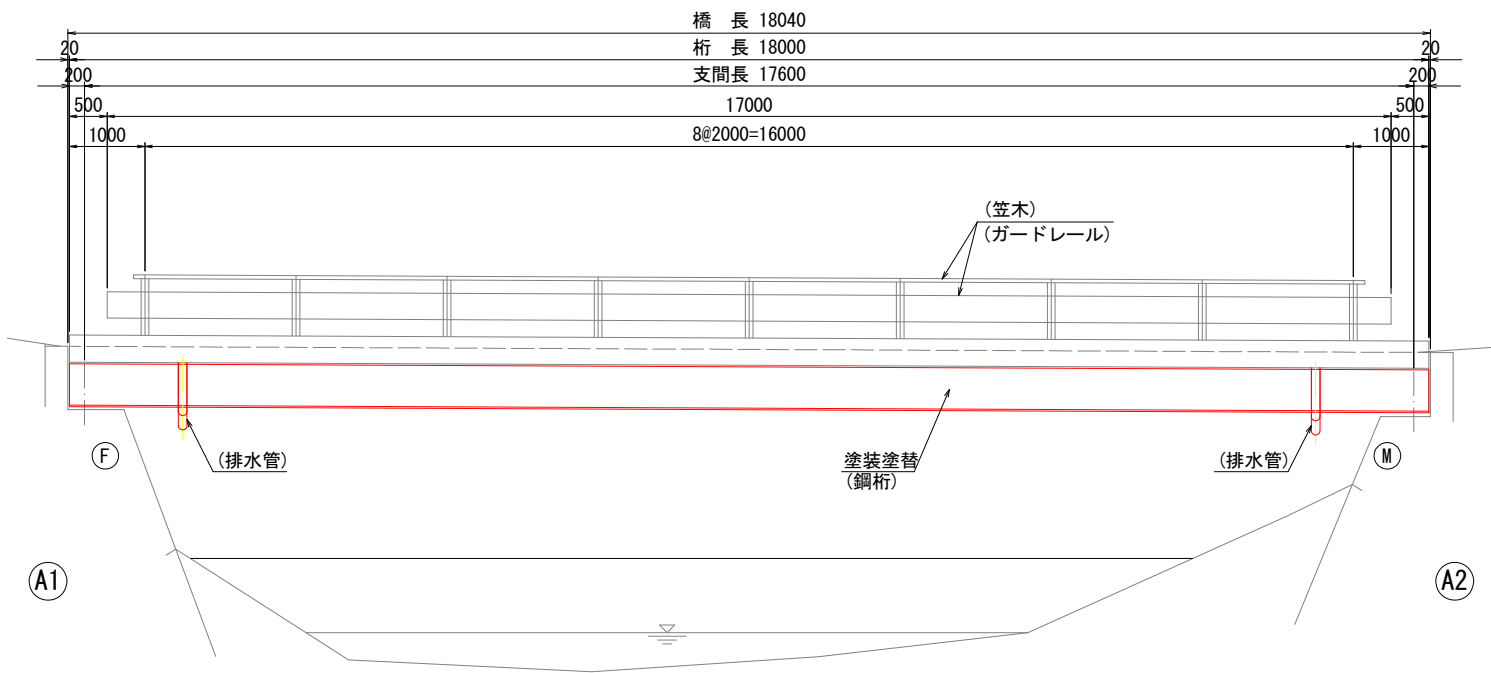 橋　長 18040
20 桁　長 18000 20
200 支間長 17600 200
500 17000 500
1000 8@2000=16000 1000
(笠木)
(ガードレール)
F (排水管) 塗装塗替 (排水管) M
(鋼桁)
A1 A2